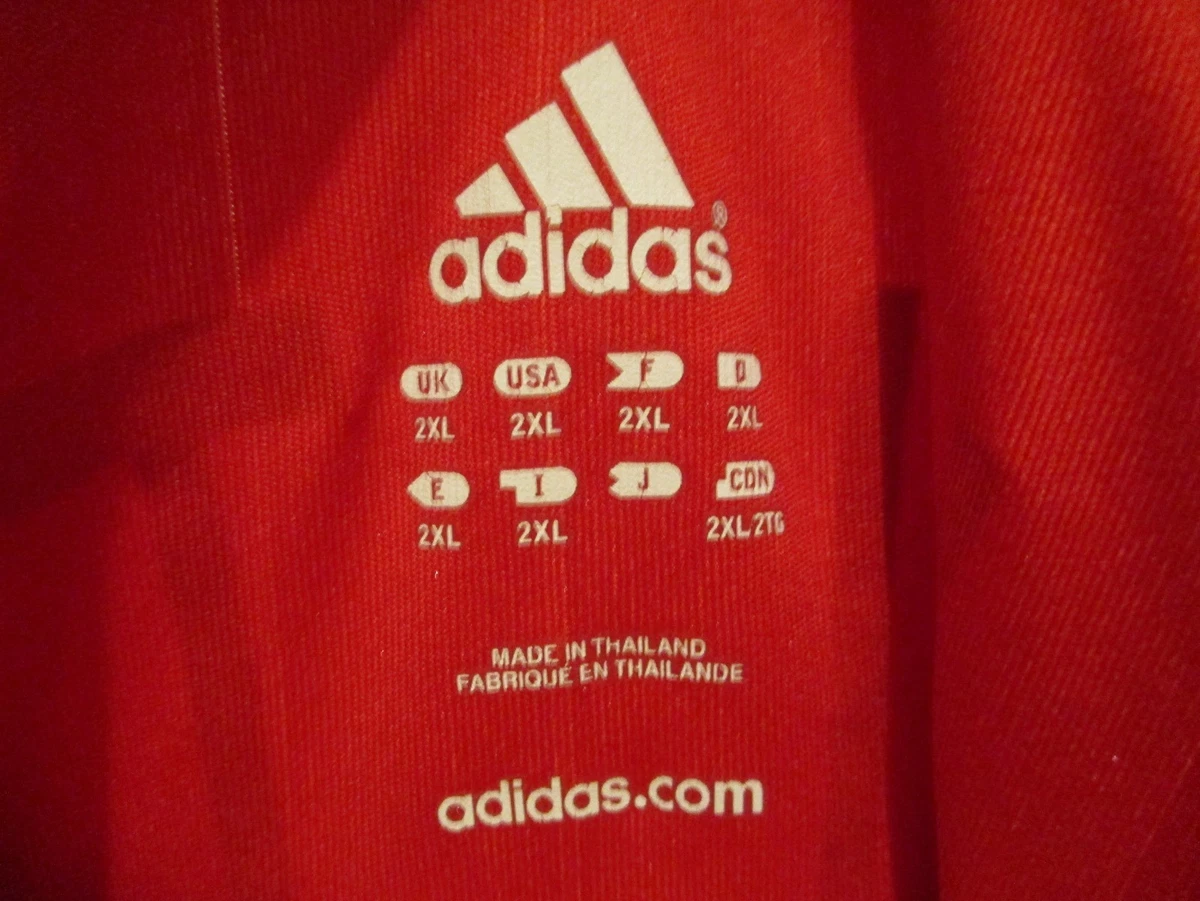 adidas®
UK USA F D
2XL 2XL 2XL 2XL
E I J CDN
2XL 2XL 2XL/2TG
MADE IN THAILAND
FABRIQUÉ EN THAILANDE
adidas.com